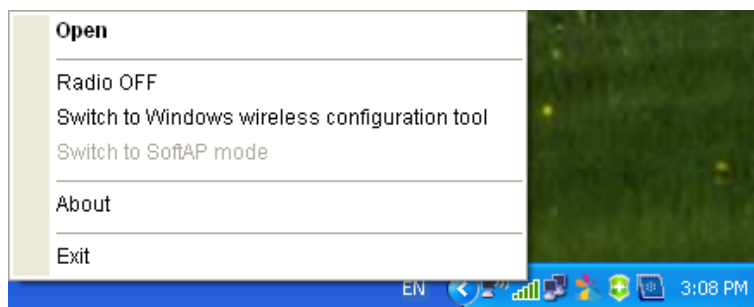 Open
Radio OFF
Switch to Windows wireless configuration tool
Switch to SoftAP mode
About
Exit
EN 3:08 PM